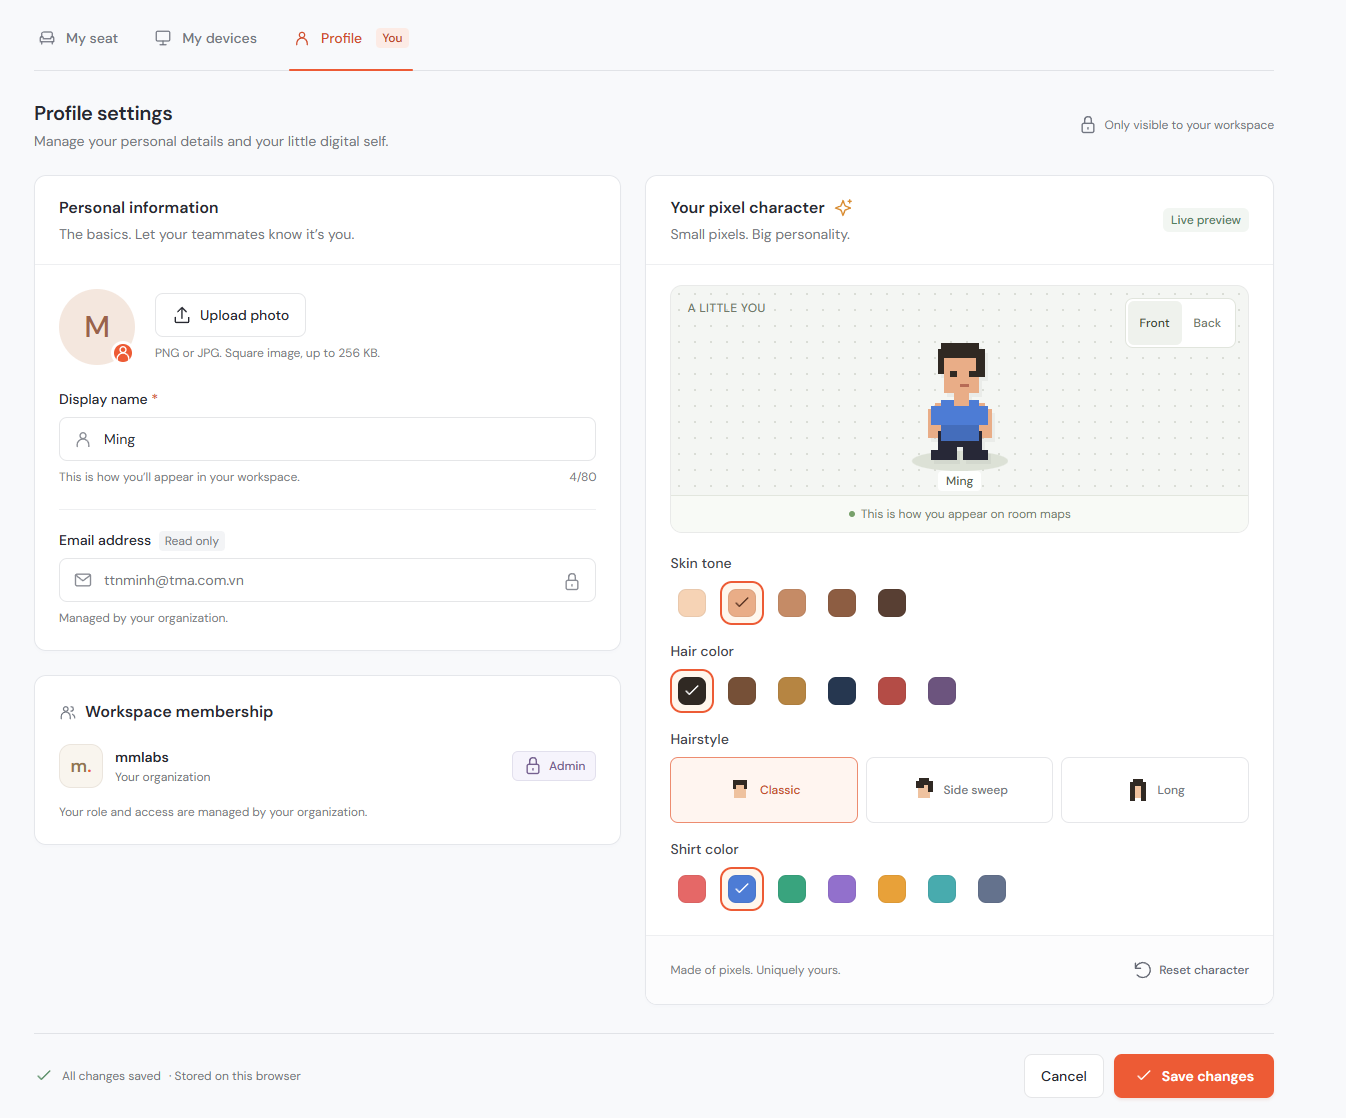 My seat
My devices
Profile
You
Profile settings
Manage your personal details and your little digital self.
Only visible to your workspace
Personal information
The basics. Let your teammates know it’s you.
M
Upload photo
PNG or JPG. Square image, up to 256 KB.
Display name *
Ming
This is how you’ll appear in your workspace.
4/80
Email address
Read only
ttnminh@tma.com.vn
Managed by your organization.
Workspace membership
m.
mmlabs
Your organization
Admin
Your role and access are managed by your organization.
Your pixel character
Small pixels. Big personality.
Live preview
A LITTLE YOU
Front
Back
Ming
This is how you appear on room maps
Skin tone
Hair color
Hairstyle
Classic
Side sweep
Long
Shirt color
Made of pixels. Uniquely yours.
Reset character
All changes saved · Stored on this browser
Cancel
Save changes